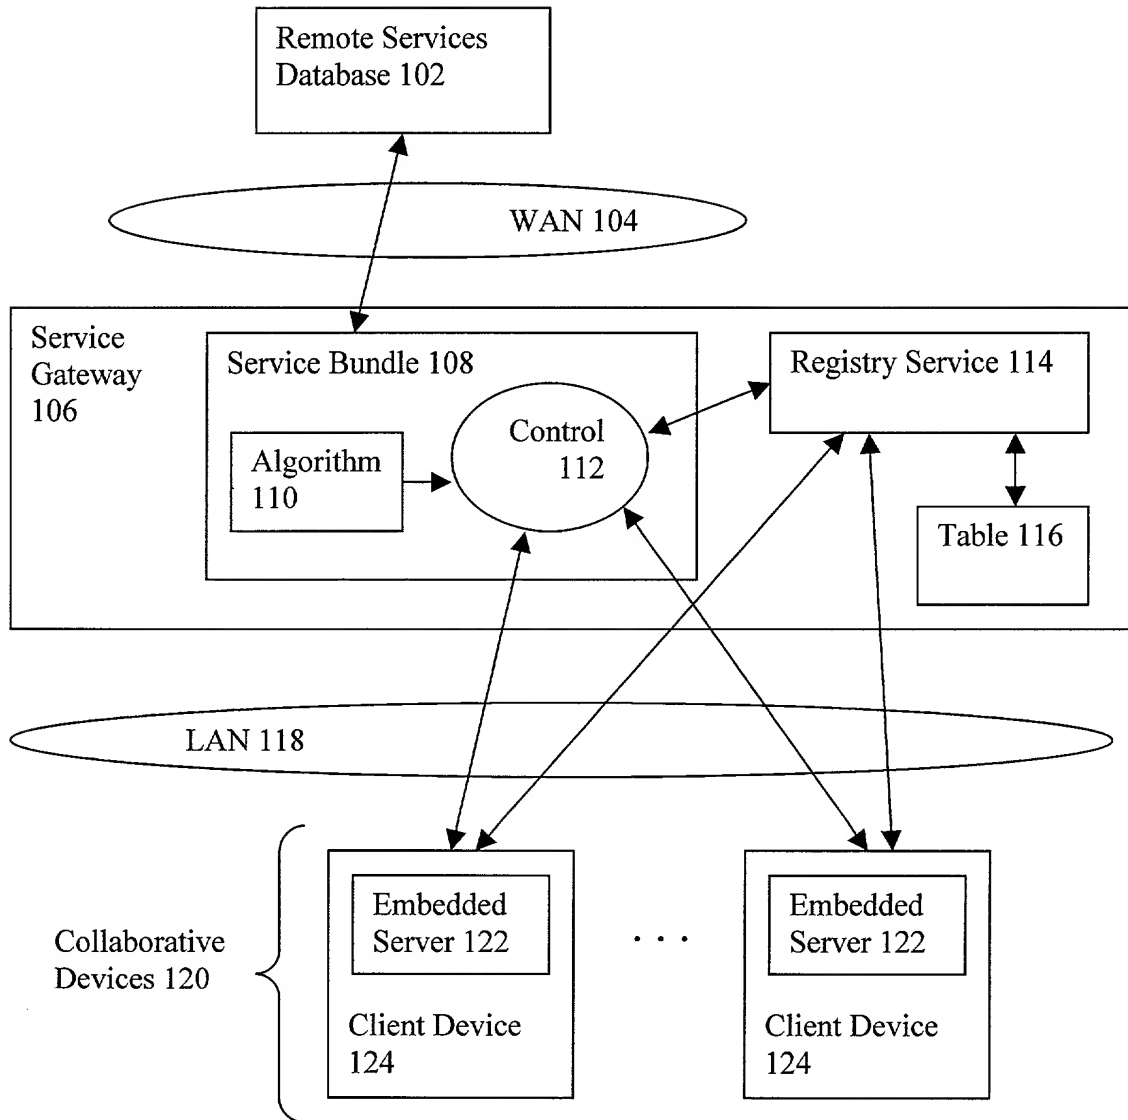 Remote Services
Database 102
WAN 104
Service
Gateway
106
Service Bundle 108
Algorithm
110
Control
112
Registry Service 114
Table 116
LAN 118
Collaborative
Devices 120
Embedded
Server 122
Client Device
124
. . .
Embedded
Server 122
Client Device
124